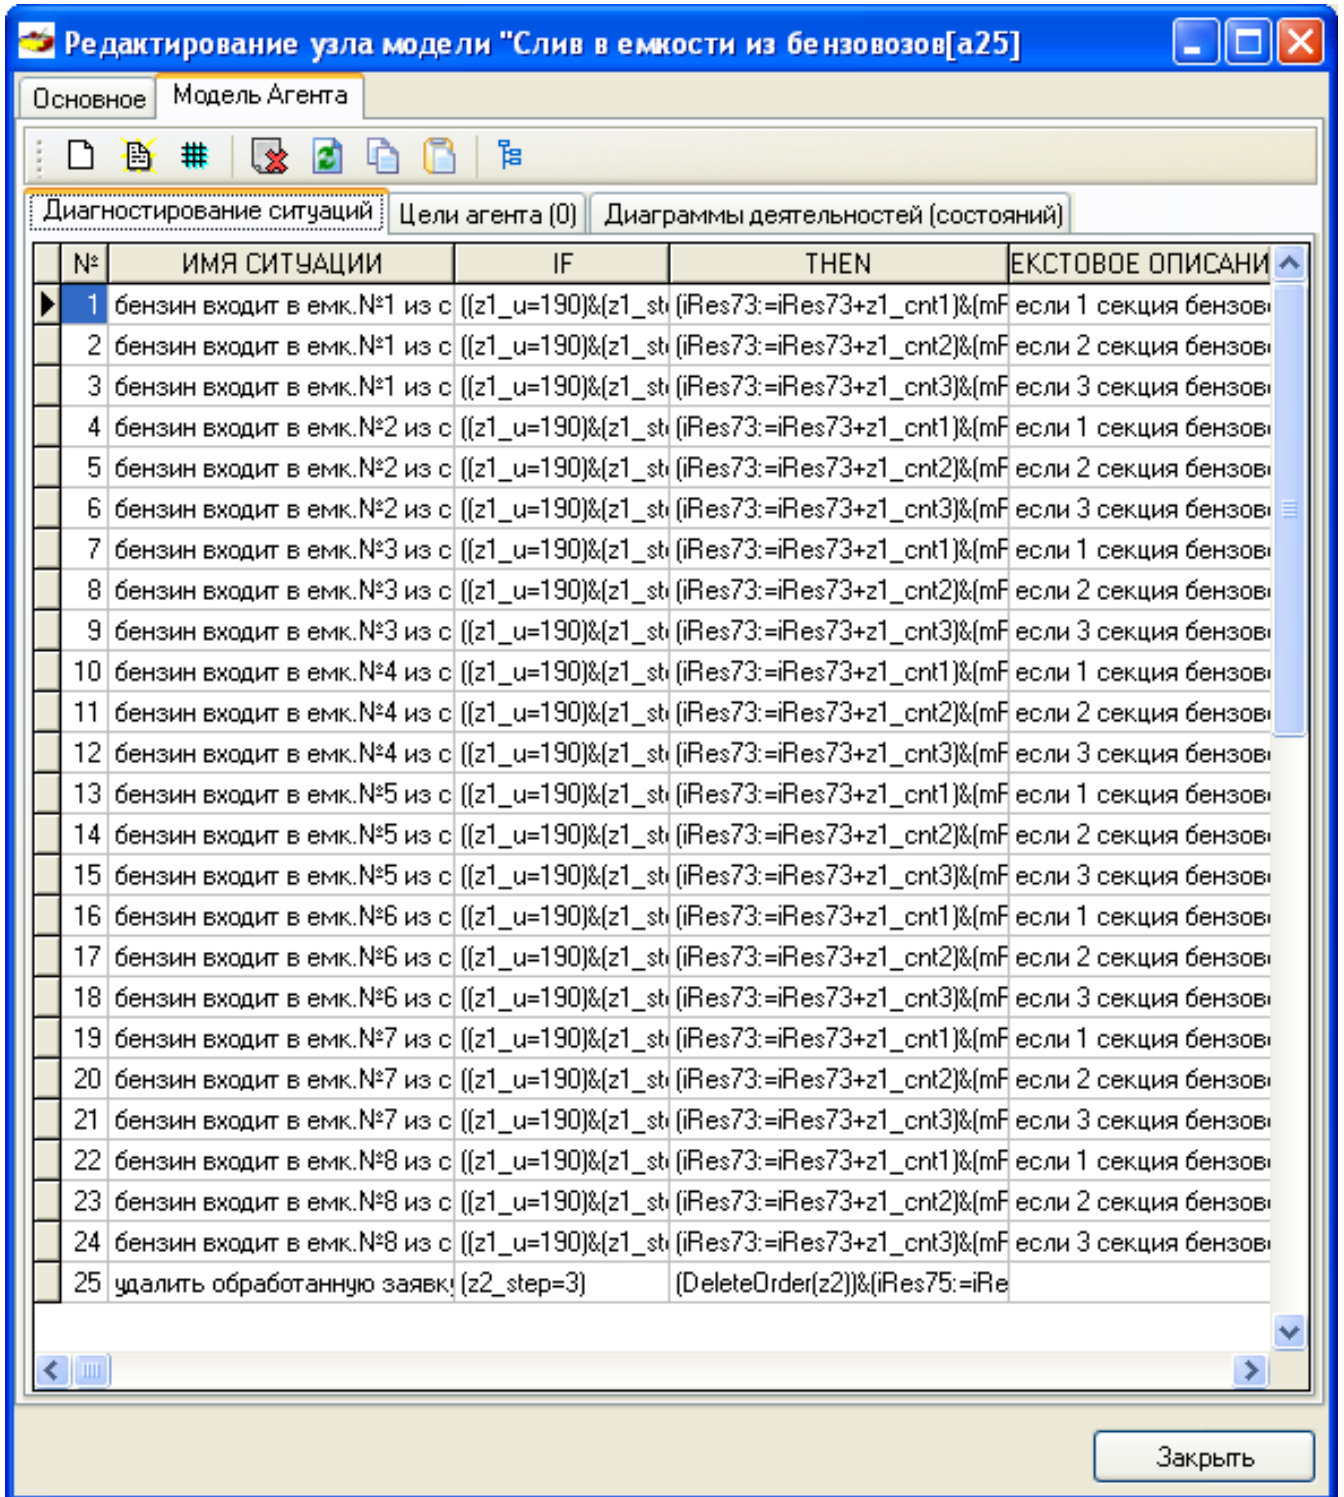 Редактирование узла модели "Слив в емкости из бензовозов[a25]
Основное Модель Агента
Диагностирование ситуаций Цели агента (0) Диаграммы деятельностей (состояний)
№ ИМЯ СИТУАЦИИ IF THEN ЕКСТОВОЕ ОПИСАНИ
1 бензин входит в емк.№1 из с ((z1_u=190)&(z1_st (iRes73:=iRes73+z1_cnt1)&(mF если 1 секция бензов
2 бензин входит в емк.№1 из с ((z1_u=190)&(z1_st (iRes73:=iRes73+z1_cnt2)&(mF если 2 секция бензов
3 бензин входит в емк.№1 из с ((z1_u=190)&(z1_st (iRes73:=iRes73+z1_cnt3)&(mF если 3 секция бензов
4 бензин входит в емк.№2 из с ((z1_u=190)&(z1_st (iRes73:=iRes73+z1_cnt1)&(mF если 1 секция бензов
5 бензин входит в емк.№2 из с ((z1_u=190)&(z1_st (iRes73:=iRes73+z1_cnt2)&(mF если 2 секция бензов
6 бензин входит в емк.№2 из с ((z1_u=190)&(z1_st (iRes73:=iRes73+z1_cnt3)&(mF если 3 секция бензов
7 бензин входит в емк.№3 из с ((z1_u=190)&(z1_st (iRes73:=iRes73+z1_cnt1)&(mF если 1 секция бензов
8 бензин входит в емк.№3 из с ((z1_u=190)&(z1_st (iRes73:=iRes73+z1_cnt2)&(mF если 2 секция бензов
9 бензин входит в емк.№3 из с ((z1_u=190)&(z1_st (iRes73:=iRes73+z1_cnt3)&(mF если 3 секция бензов
10 бензин входит в емк.№4 из с ((z1_u=190)&(z1_st (iRes73:=iRes73+z1_cnt1)&(mF если 1 секция бензов
11 бензин входит в емк.№4 из с ((z1_u=190)&(z1_st (iRes73:=iRes73+z1_cnt2)&(mF если 2 секция бензов
12 бензин входит в емк.№4 из с ((z1_u=190)&(z1_st (iRes73:=iRes73+z1_cnt3)&(mF если 3 секция бензов
13 бензин входит в емк.№5 из с ((z1_u=190)&(z1_st (iRes73:=iRes73+z1_cnt1)&(mF если 1 секция бензов
14 бензин входит в емк.№5 из с ((z1_u=190)&(z1_st (iRes73:=iRes73+z1_cnt2)&(mF если 2 секция бензов
15 бензин входит в емк.№5 из с ((z1_u=190)&(z1_st (iRes73:=iRes73+z1_cnt3)&(mF если 3 секция бензов
16 бензин входит в емк.№6 из с ((z1_u=190)&(z1_st (iRes73:=iRes73+z1_cnt1)&(mF если 1 секция бензов
17 бензин входит в емк.№6 из с ((z1_u=190)&(z1_st (iRes73:=iRes73+z1_cnt2)&(mF если 2 секция бензов
18 бензин входит в емк.№6 из с ((z1_u=190)&(z1_st (iRes73:=iRes73+z1_cnt3)&(mF если 3 секция бензов
19 бензин входит в емк.№7 из с ((z1_u=190)&(z1_st (iRes73:=iRes73+z1_cnt1)&(mF если 1 секция бензов
20 бензин входит в емк.№7 из с ((z1_u=190)&(z1_st (iRes73:=iRes73+z1_cnt2)&(mF если 2 секция бензов
21 бензин входит в емк.№7 из с ((z1_u=190)&(z1_st (iRes73:=iRes73+z1_cnt3)&(mF если 3 секция бензов
22 бензин входит в емк.№8 из с ((z1_u=190)&(z1_st (iRes73:=iRes73+z1_cnt1)&(mF если 1 секция бензов
23 бензин входит в емк.№8 из с ((z1_u=190)&(z1_st (iRes73:=iRes73+z1_cnt2)&(mF если 2 секция бензов
24 бензин входит в емк.№8 из с ((z1_u=190)&(z1_st (iRes73:=iRes73+z1_cnt3)&(mF если 3 секция бензов
25 удалить обработанную заявк (z2_step=3) (DeleteOrder(z2))&(iRes75:=iRe
Закрыть